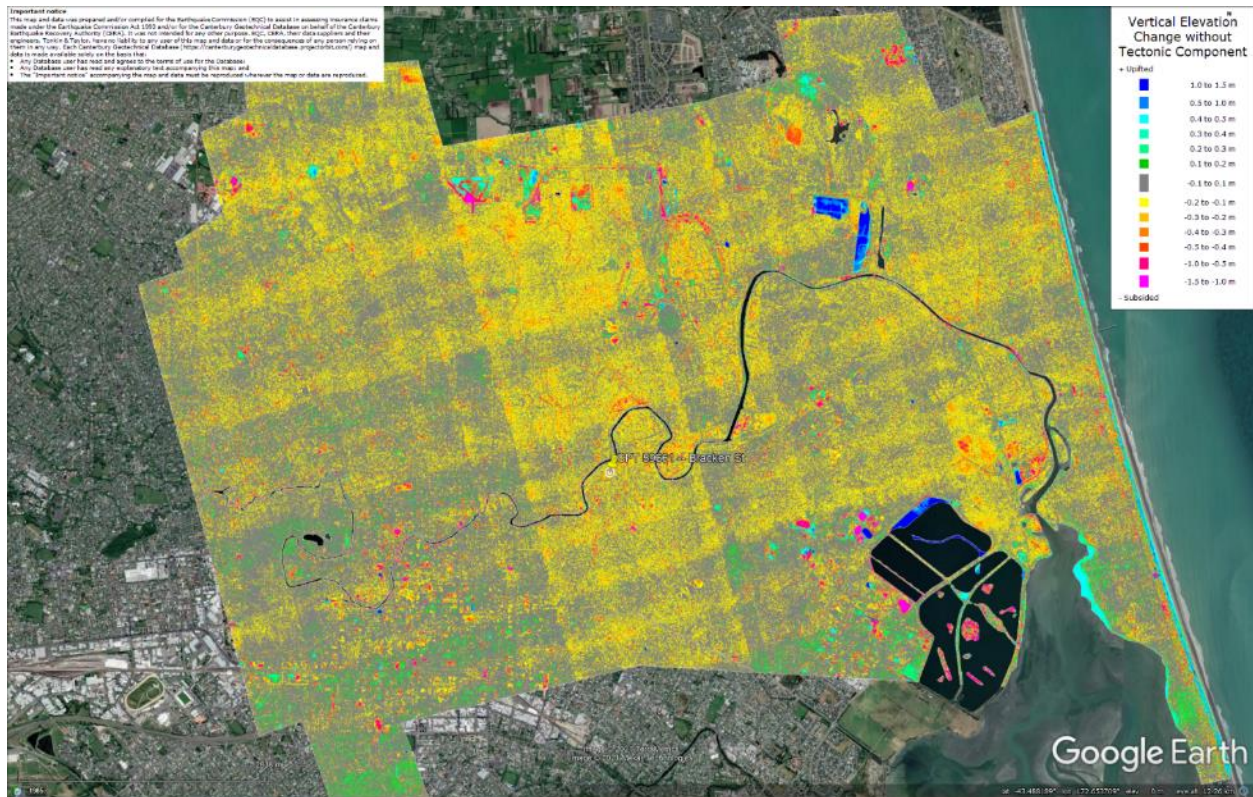 Important notice
This map and data was prepared and/or compiled for the Earthquake Commission (EQC) to assist in assessing insurance claims
made under the Earthquake Commission Act 1993 and/or for the Canterbury Geotechnical Database on behalf of the Canterbury
Earthquake Recovery Authority (CERA). It was not intended for any other purpose. EQC, CERA, their data suppliers and their
engineers, Tonkin & Taylor, have no liability to any user of this map and data or for the consequences of any person relying on
them in any way. Each Canterbury Geotechnical Database (https://canterburygeotechnicaldatabase.projectorbit.com/) map and
data is made available solely on the basis that:
• Any Database user has read and agrees to the terms of use for the Database;
• Any Database user has read any explanatory text accompanying this map; and
• The "Important notice" accompanying the map and data must be reproduced wherever the map or data are reproduced.
N
Vertical Elevation
Change without
Tectonic Component
+ Uplifted
1.0 to 1.5 m
0.5 to 1.0 m
0.4 to 0.5 m
0.3 to 0.4 m
0.2 to 0.3 m
0.1 to 0.2 m
-0.1 to 0.1 m
-0.2 to -0.1 m
-0.3 to -0.2 m
-0.4 to -0.3 m
-0.5 to -0.4 m
-1.0 to -0.5 m
-1.5 to -1.0 m
- Subsided
Bracken St
Google Earth
1985